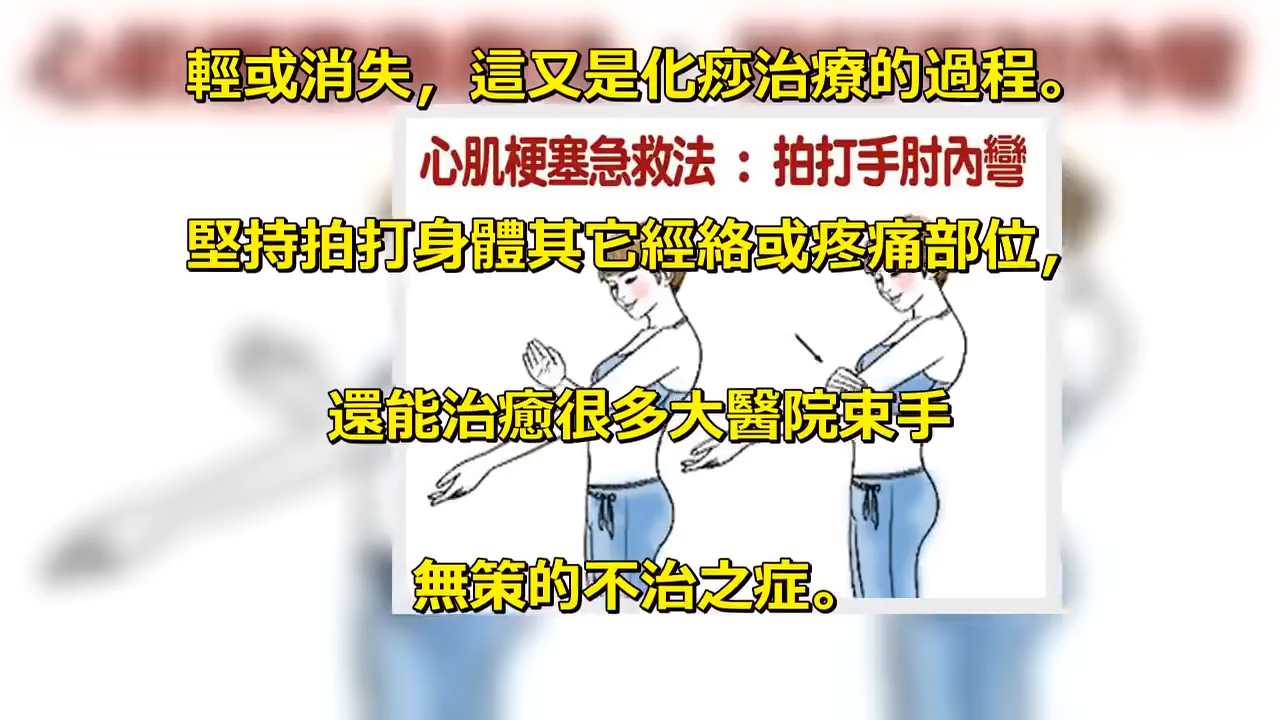 輕或消失，這又是化痧治療的過程。
心肌梗塞急救法：拍打手肘內彎
堅持拍打身體其它經絡或疼痛部位，
還能治癒很多大醫院束手
無策的不治之症。